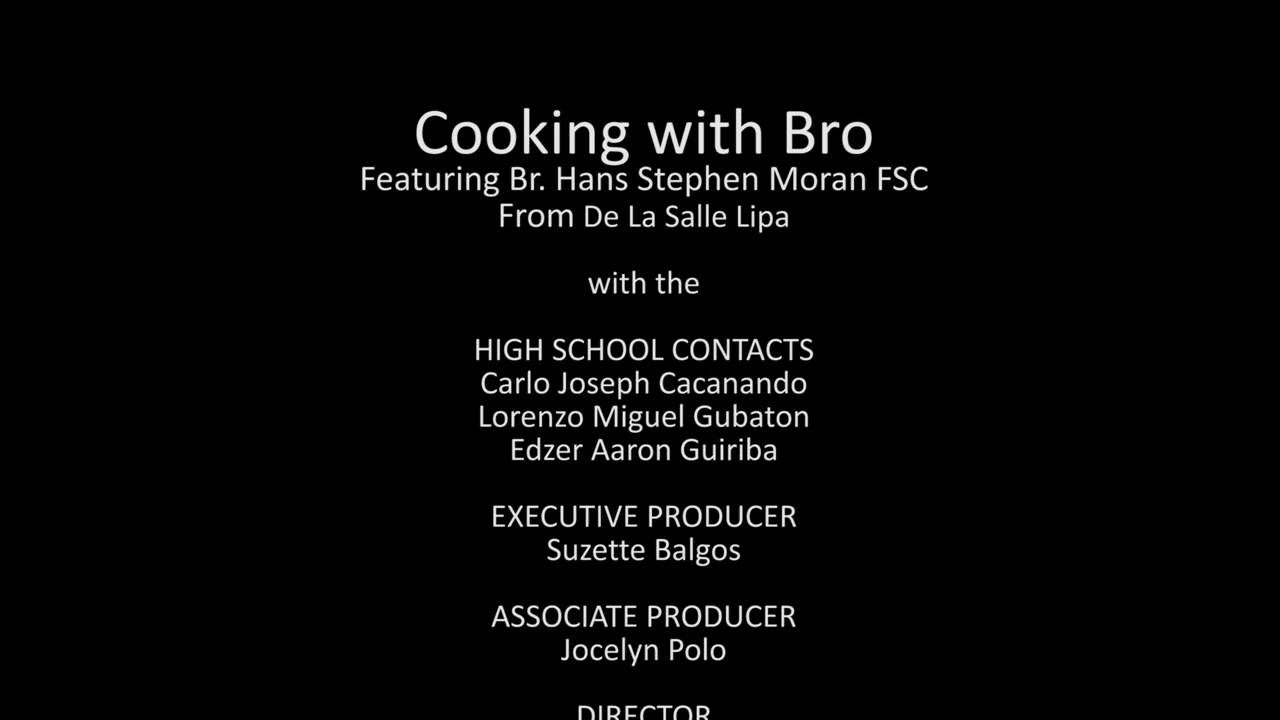 Cooking with Bro
Featuring Br. Hans Stephen Moran FSC
From De La Salle Lipa
with the
HIGH SCHOOL CONTACTS
Carlo Joseph Cacanando
Lorenzo Miguel Gubaton
Edzer Aaron Guiriba
EXECUTIVE PRODUCER
Suzette Balgos
ASSOCIATE PRODUCER
Jocelyn Polo
DIRECTOR